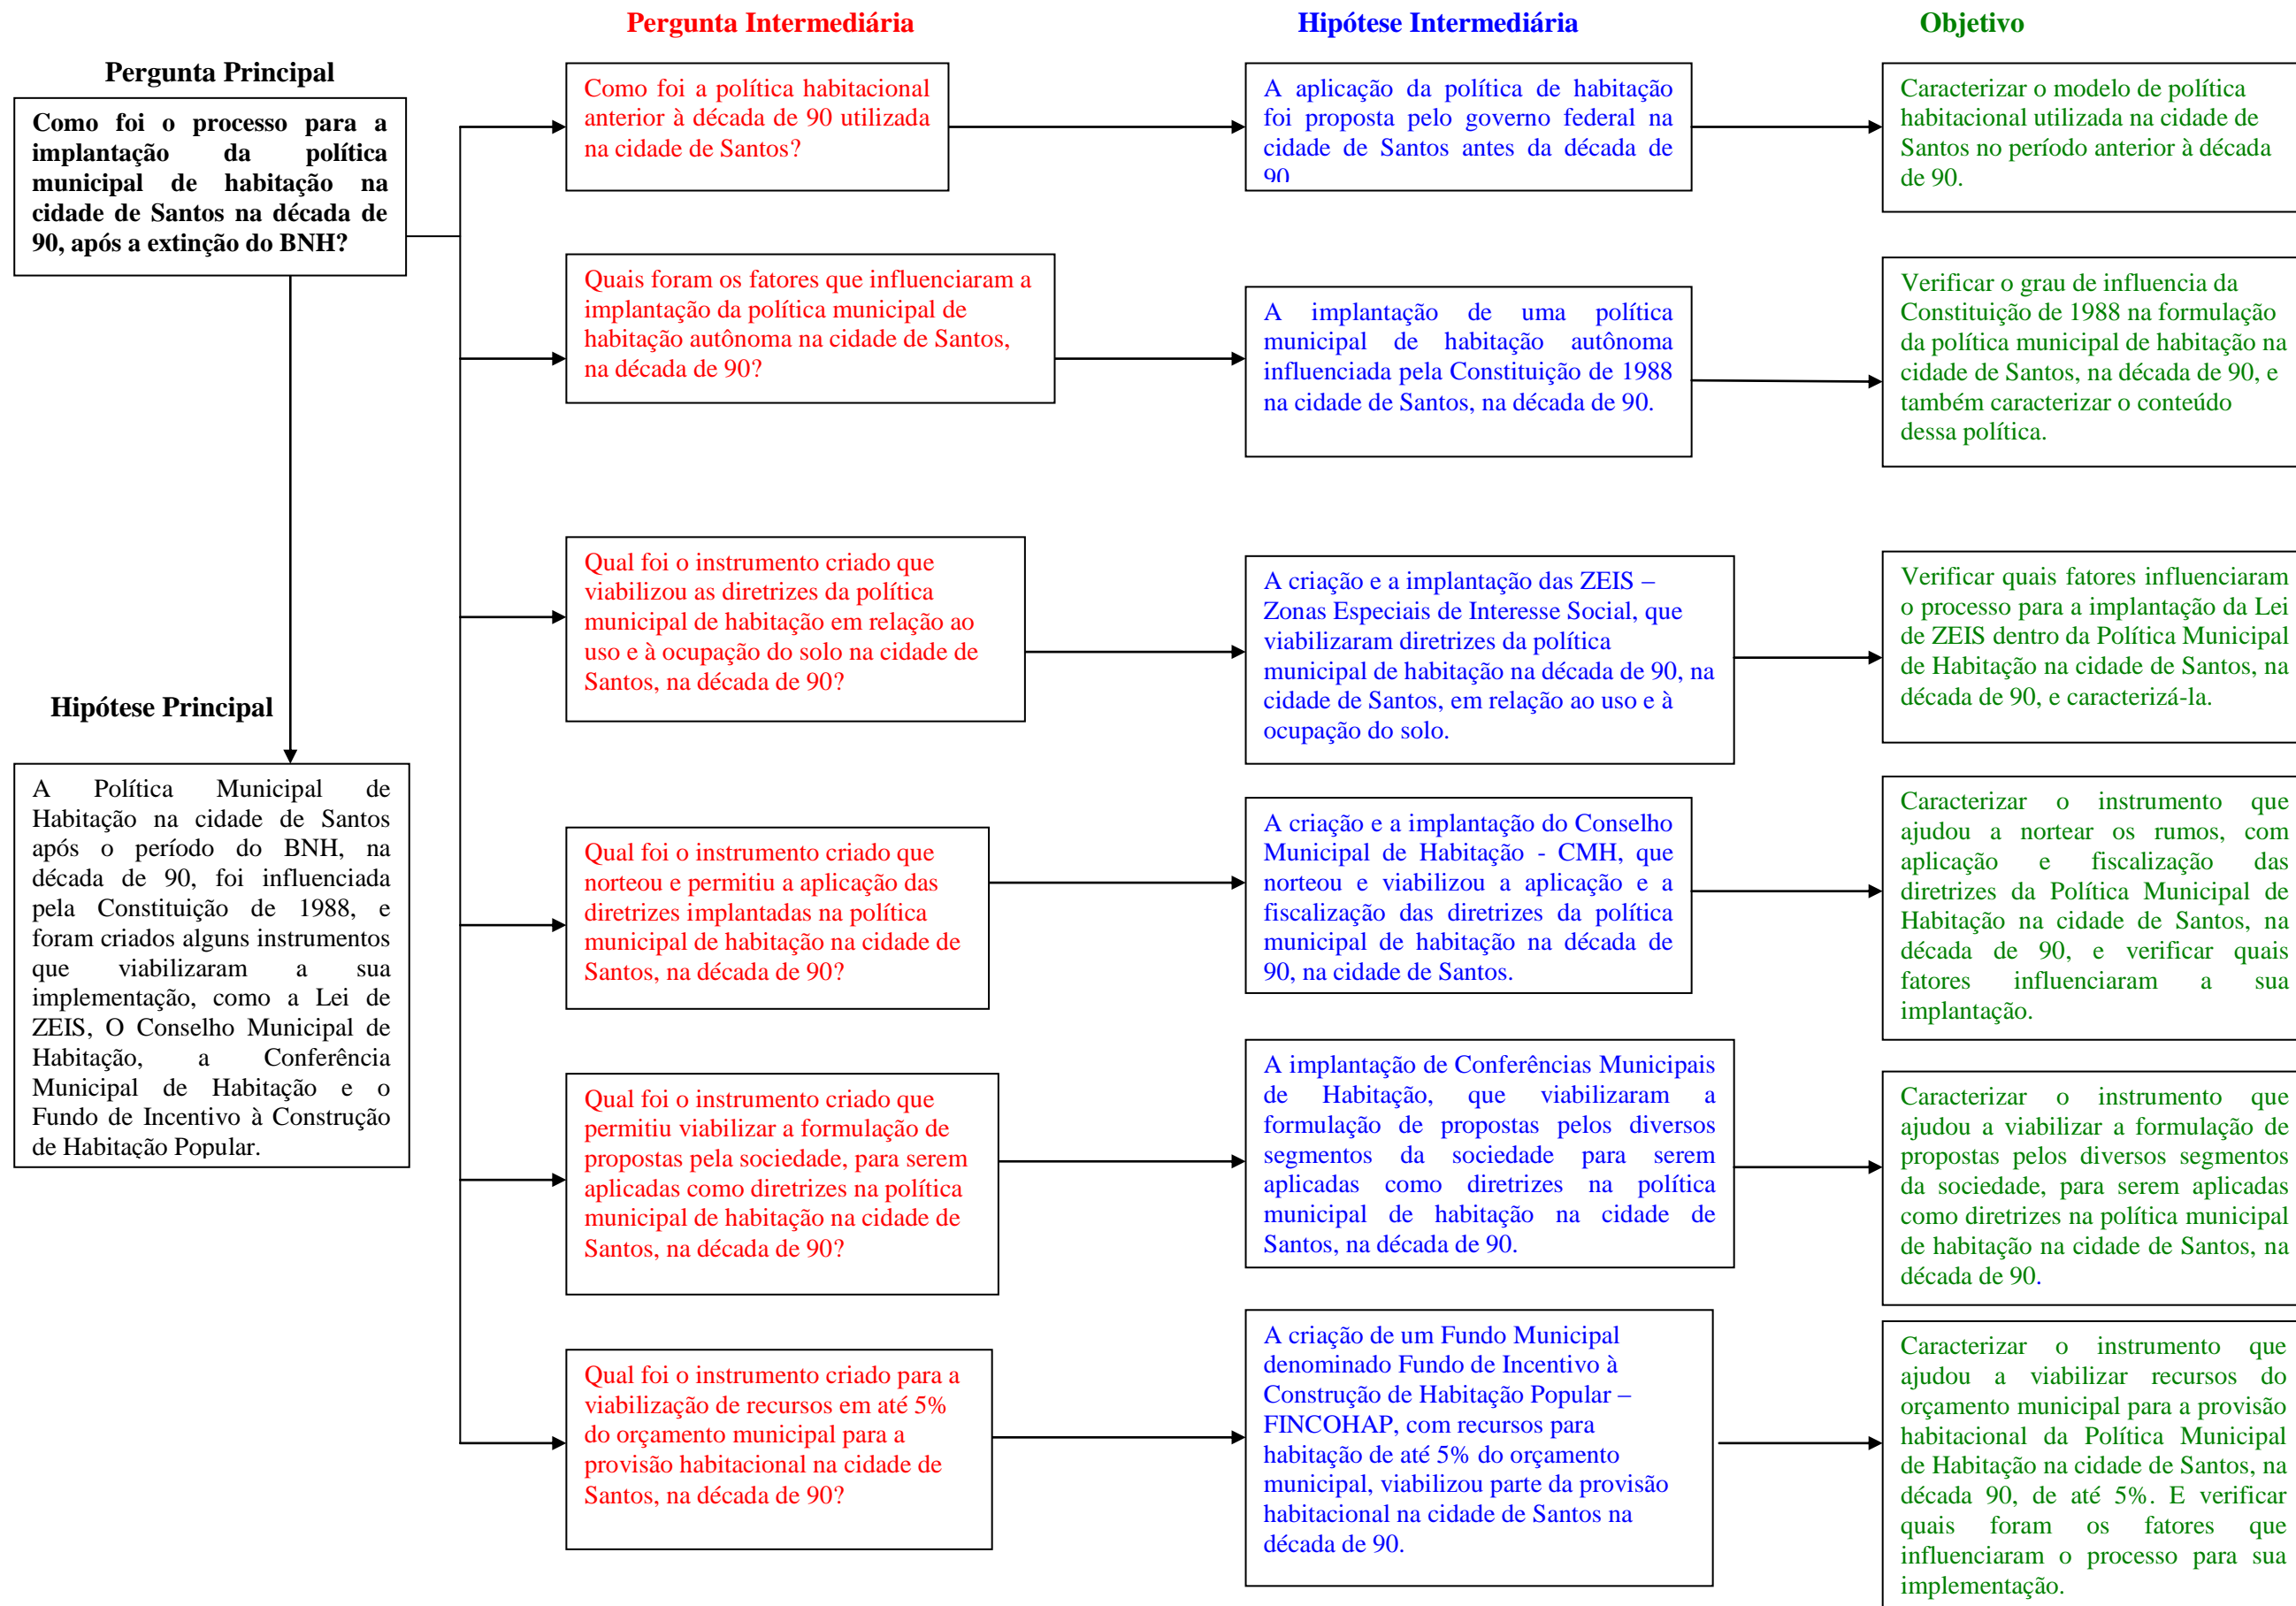 Pergunta Intermediária
Hipótese Intermediária
Objetivo
Pergunta Principal
Como foi o processo para a
implantação da política
municipal de habitação na
cidade de Santos na década de
90, após a extinção do BNH?
Hipótese Principal
A Política Municipal de
Habitação na cidade de Santos
após o período do BNH, na
década de 90, foi influenciada
pela Constituição de 1988, e
foram criados alguns instrumentos
que viabilizaram a sua
implementação, como a Lei de
ZEIS, O Conselho Municipal de
Habitação, a Conferência
Municipal de Habitação e o
Fundo de Incentivo à Construção
de Habitação Popular.
Como foi a política habitacional
anterior à década de 90 utilizada
na cidade de Santos?
A aplicação da política de habitação
foi proposta pelo governo federal na
cidade de Santos antes da década de
90
Caracterizar o modelo de política
habitacional utilizada na cidade de
Santos no período anterior à década
de 90.
Quais foram os fatores que influenciaram a
implantação da política municipal de
habitação autônoma na cidade de Santos,
na década de 90?
A implantação de uma política
municipal de habitação autônoma
influenciada pela Constituição de 1988
na cidade de Santos, na década de 90.
Verificar o grau de influencia da
Constituição de 1988 na formulação
da política municipal de habitação na
cidade de Santos, na década de 90, e
também caracterizar o conteúdo
dessa política.
Qual foi o instrumento criado que
viabilizou as diretrizes da política
municipal de habitação em relação ao
uso e à ocupação do solo na cidade de
Santos, na década de 90?
A criação e a implantação das ZEIS –
Zonas Especiais de Interesse Social, que
viabilizaram diretrizes da política
municipal de habitação na década de 90, na
cidade de Santos, em relação ao uso e à
ocupação do solo.
Verificar quais fatores influenciaram
o processo para a implantação da Lei
de ZEIS dentro da Política Municipal
de Habitação na cidade de Santos, na
década de 90, e caracterizá-la.
Qual foi o instrumento criado que
norteou e permitiu a aplicação das
diretrizes implantadas na política
municipal de habitação na cidade de
Santos, na década de 90?
A criação e a implantação do Conselho
Municipal de Habitação - CMH, que
norteou e viabilizou a aplicação e a
fiscalização das diretrizes da política
municipal de habitação na década de
90, na cidade de Santos.
Caracterizar o instrumento que
ajudou a nortear os rumos, com
aplicação e fiscalização das
diretrizes da Política Municipal de
Habitação na cidade de Santos, na
década de 90, e verificar quais
fatores influenciaram a sua
implantação.
Qual foi o instrumento criado que
permitiu viabilizar a formulação de
propostas pela sociedade, para serem
aplicadas como diretrizes na política
municipal de habitação na cidade de
Santos, na década de 90?
A implantação de Conferências Municipais
de Habitação, que viabilizaram a
formulação de propostas pelos diversos
segmentos da sociedade para serem
aplicadas como diretrizes na política
municipal de habitação na cidade de
Santos, na década de 90.
Caracterizar o instrumento que
ajudou a viabilizar a formulação de
propostas pelos diversos segmentos
da sociedade, para serem aplicadas
como diretrizes na política municipal
de habitação na cidade de Santos, na
década de 90.
Qual foi o instrumento criado para a
viabilização de recursos em até 5%
do orçamento municipal para a
provisão habitacional na cidade de
Santos, na década de 90?
A criação de um Fundo Municipal
denominado Fundo de Incentivo à
Construção de Habitação Popular –
FINCOHAP, com recursos para
habitação de até 5% do orçamento
municipal, viabilizou parte da provisão
habitacional na cidade de Santos na
década de 90.
Caracterizar o instrumento que
ajudou a viabilizar recursos do
orçamento municipal para a provisão
habitacional da Política Municipal
de Habitação na cidade de Santos, na
década 90, de até 5%. E verificar
quais foram os fatores que
influenciaram o processo para sua
implementação.